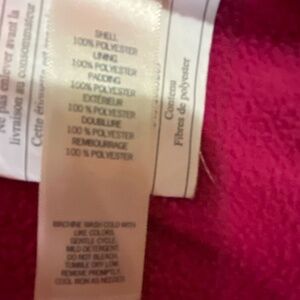 SHELL
100% POLYESTER
LINING
100% POLYESTER
PADDING
100% POLYESTER
EXTÉRIEUR
100 % POLYESTER
DOUBLURE
100 % POLYESTER
REMBOURRAGE
100 % POLYESTER
MACHINE WASH COLD WITH
LIKE COLORS.
GENTLE CYCLE.
MILD DETERGENT.
DO NOT BLEACH.
TUMBLE DRY LOW.
REMOVE PROMPTLY.
COOL IRON AS NEEDED.
Ne pas enlever avant la
livraison au consommateur
Cette étiquette
Contenu
Fibres de polyester